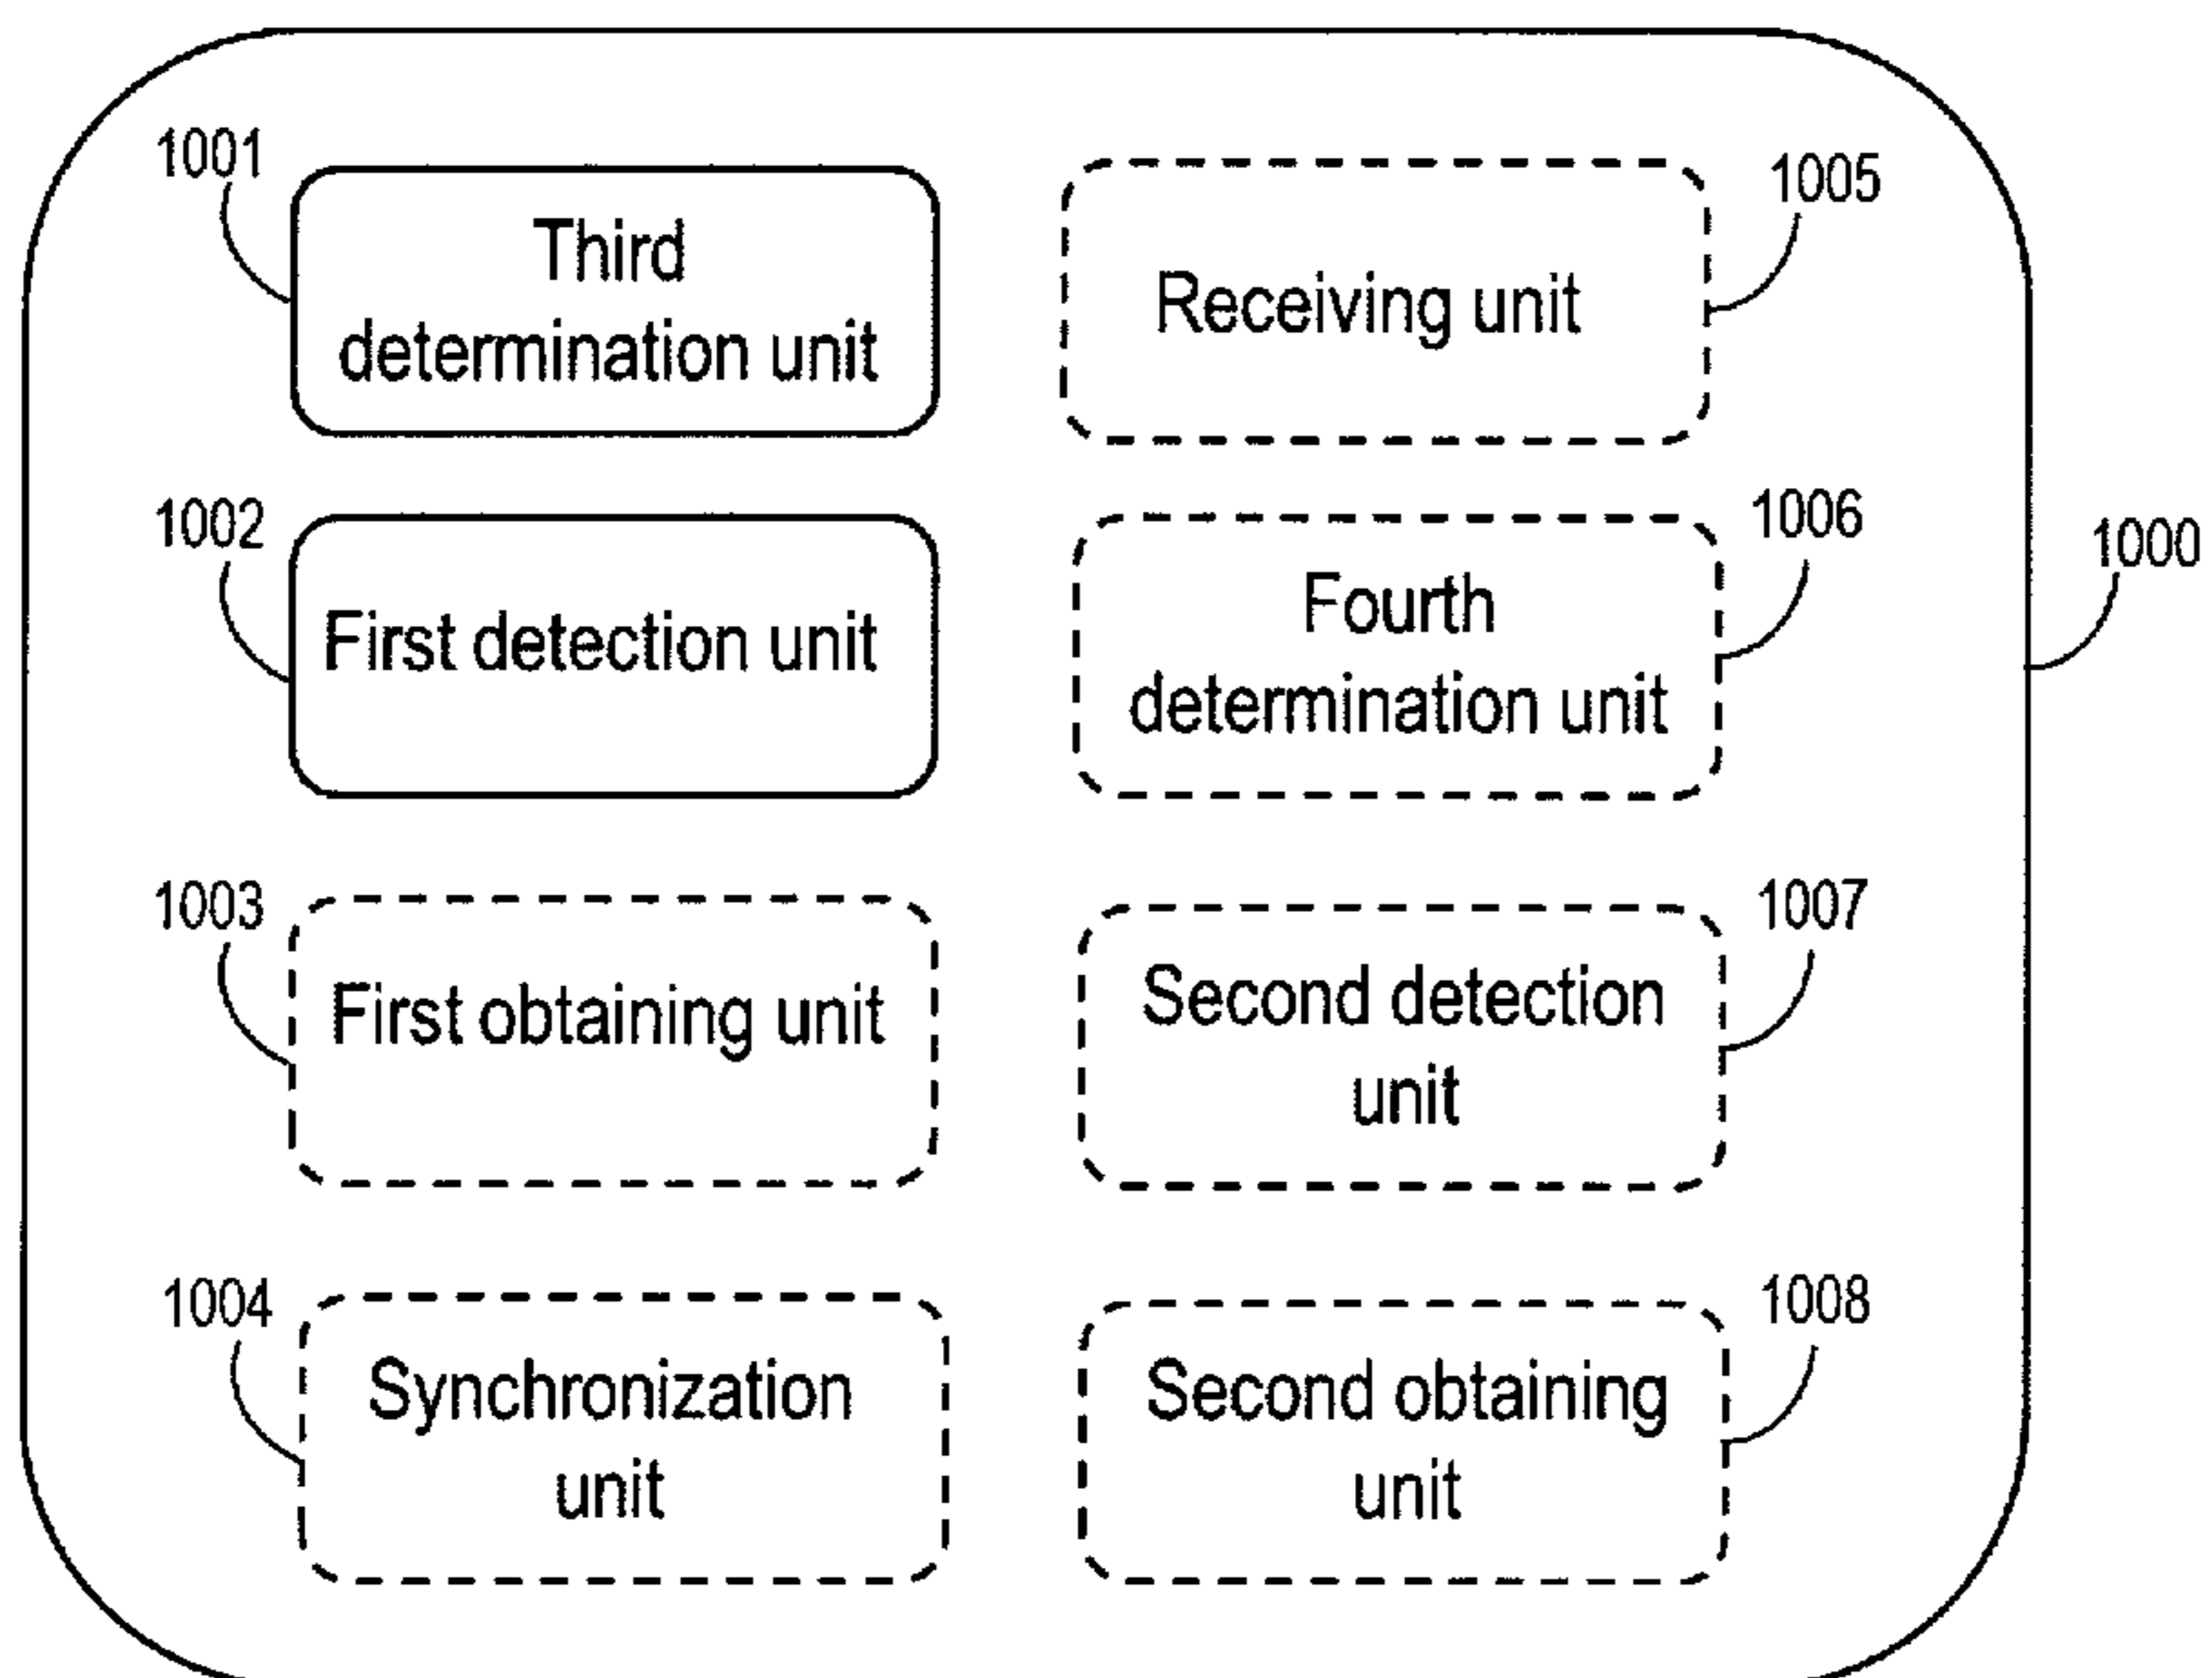 1001
Third
determination unit
1005
Receiving unit
1002
First detection unit
1006
Fourth
determination unit
1000
1003
First obtaining unit
1007
Second detection
unit
1004
Synchronization
unit
1008
Second obtaining
unit